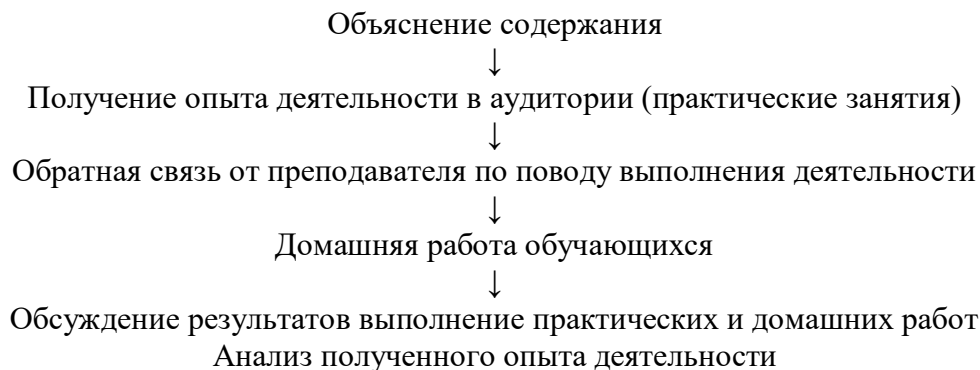 Объяснение содержания
↓
Получение опыта деятельности в аудитории (практические занятия)
↓
Обратная связь от преподавателя по поводу выполнения деятельности
↓
Домашняя работа обучающихся
↓
Обсуждение результатов выполнение практических и домашних работ
Анализ полученного опыта деятельности